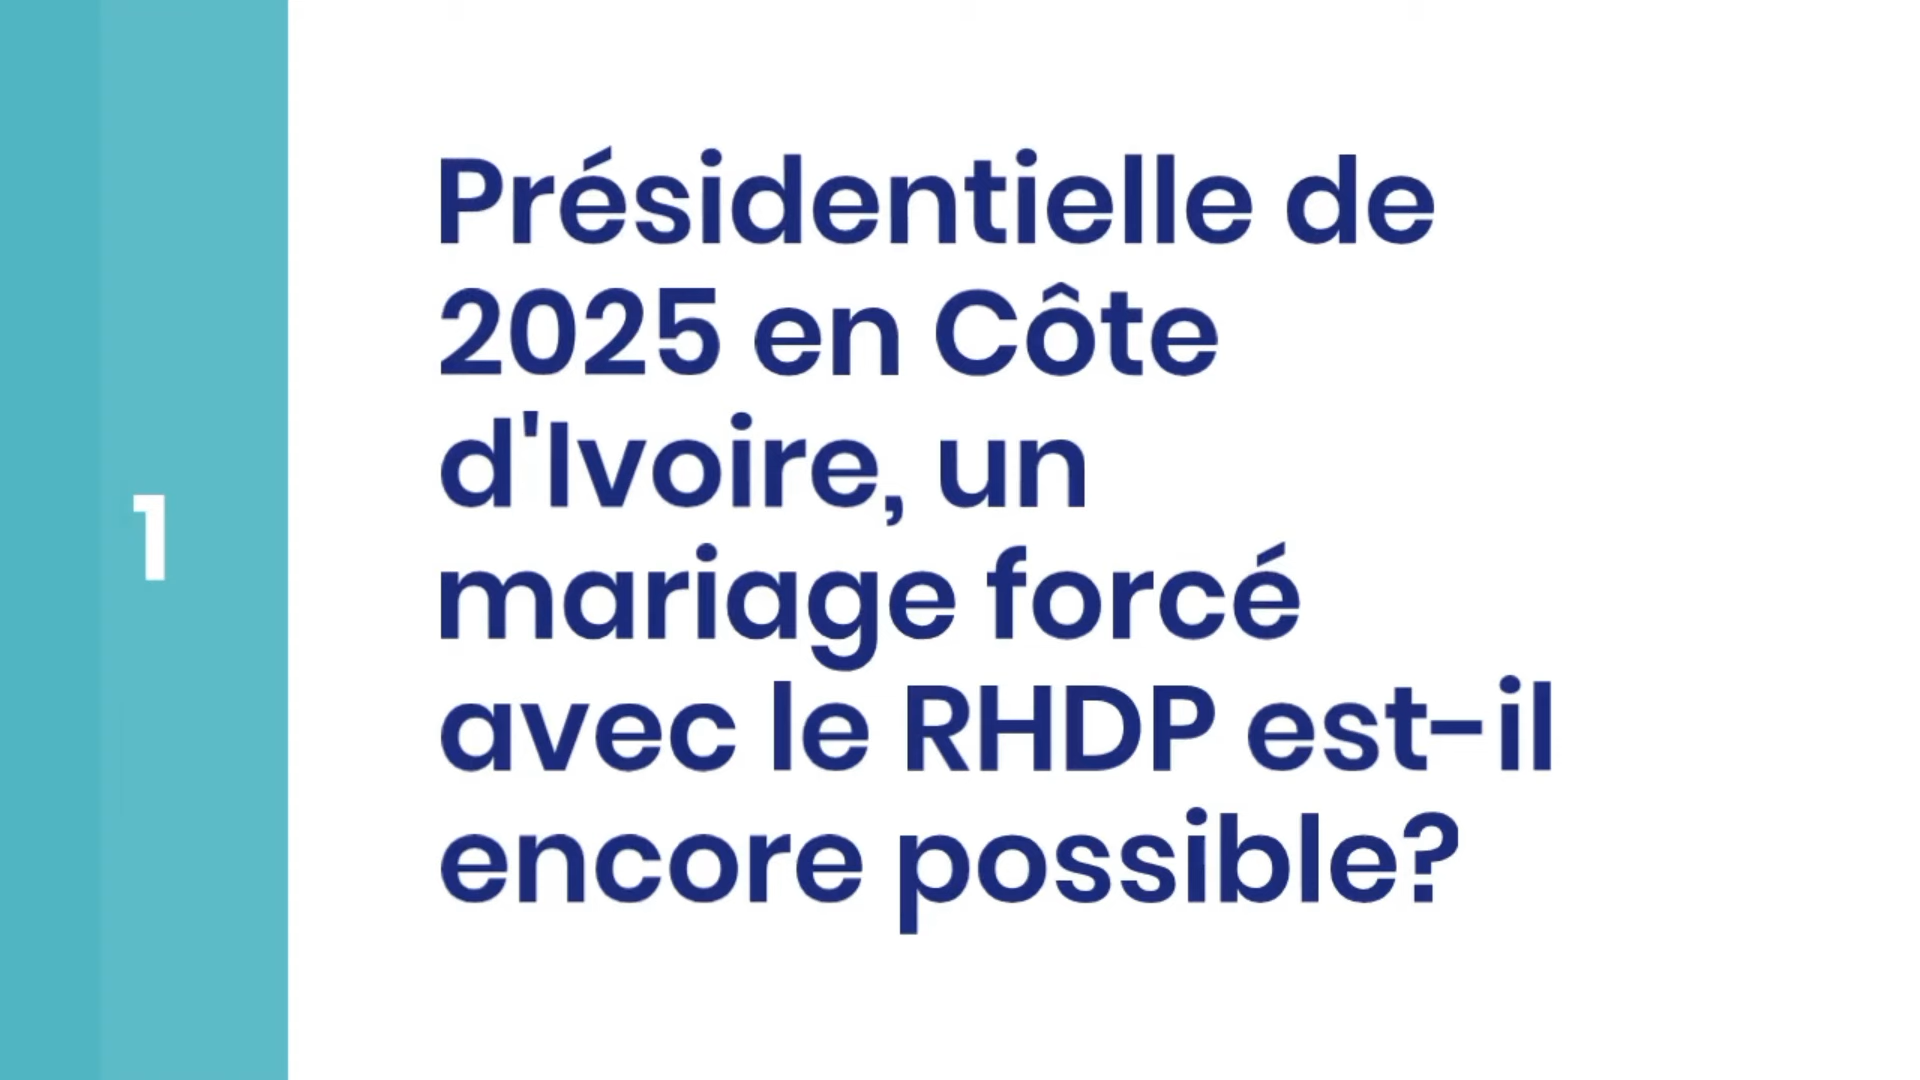 1
Présidentielle de
2025 en Côte
d'Ivoire, un
mariage forcé
avec le RHDP est-il
encore possible?